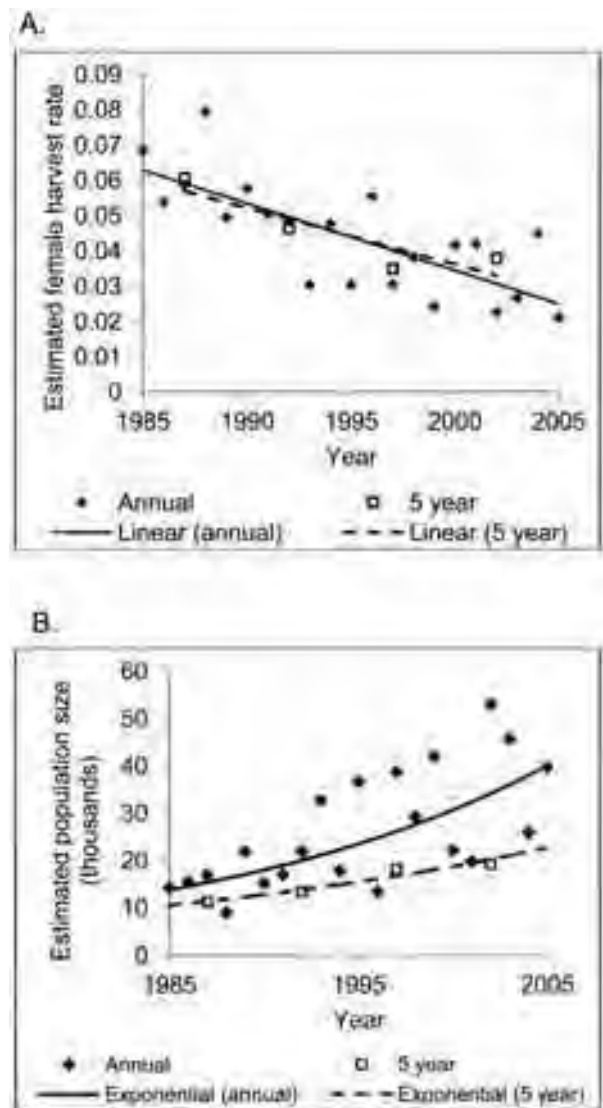 A.
Estimated female harvest rate
0.09
0.08
0.07
0.06
0.05
0.04
0.03
0.02
0.01
0
1985 1990 1995 2000 2005
Year
Annual 5 year
Linear (annual) Linear (5 year)
B.
Estimated population size
(thousands)
60
50
40
30
20
10
0
1985 1995 2005
Year
Annual 5 year
Exponential (annual) Exponential (5 year)